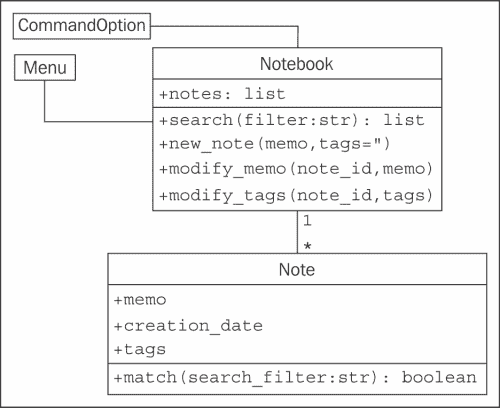 CommandOption
Menu
Notebook
+notes: list
+search(filter:str): list
+new_note(memo,tags=")
+modify_memo(note_id,memo)
+modify_tags(note_id,tags)
1
*
Note
+memo
+creation_date
+tags
+match(search_filter:str): boolean